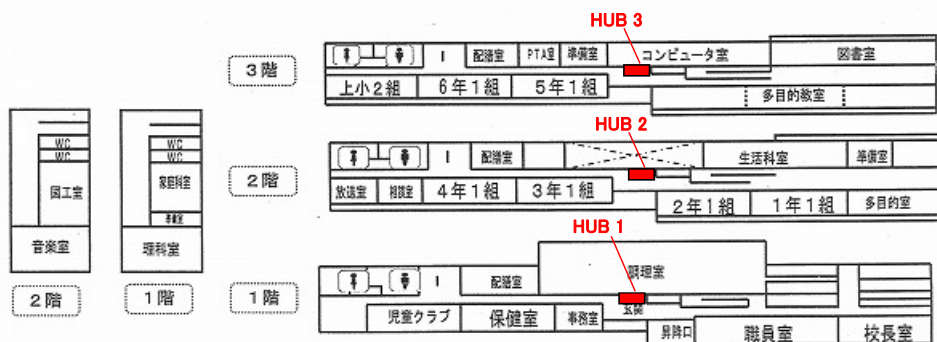 HUB 3
3階
配膳室 PTA室 準備室 コンピュータ室 図書室
上小2組 6年1組 5年1組 多目的教室
HUB 2
2階
配膳室 生活科室 準備室
放送室 相談室 4年1組 3年1組 2年1組 1年1組 多目的室
HUB 1
1階
配膳室 調理室
玄関
児童クラブ 保健室 事務室 昇降口 職員室 校長室
WC
WC
図工室
音楽室
2階
WC
WC
家庭科室
準備室
理科室
1階